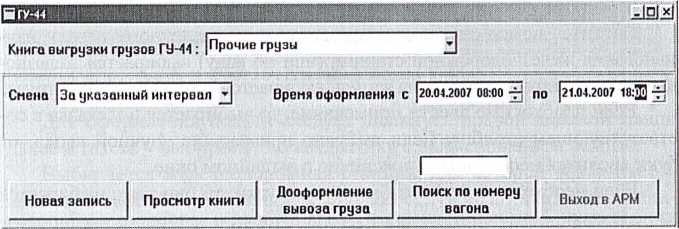 ГУ-44
Книга выгрузки грузов ГУ-44 : Прочие грузы
Смена За указанный интервал Время оформления с 20.04.2007 08:00 по 21.04.2007 18:00
Новая запись Просмотр книги Дооформление вывоза груза Поиск по номеру вагона Выход в АРМ